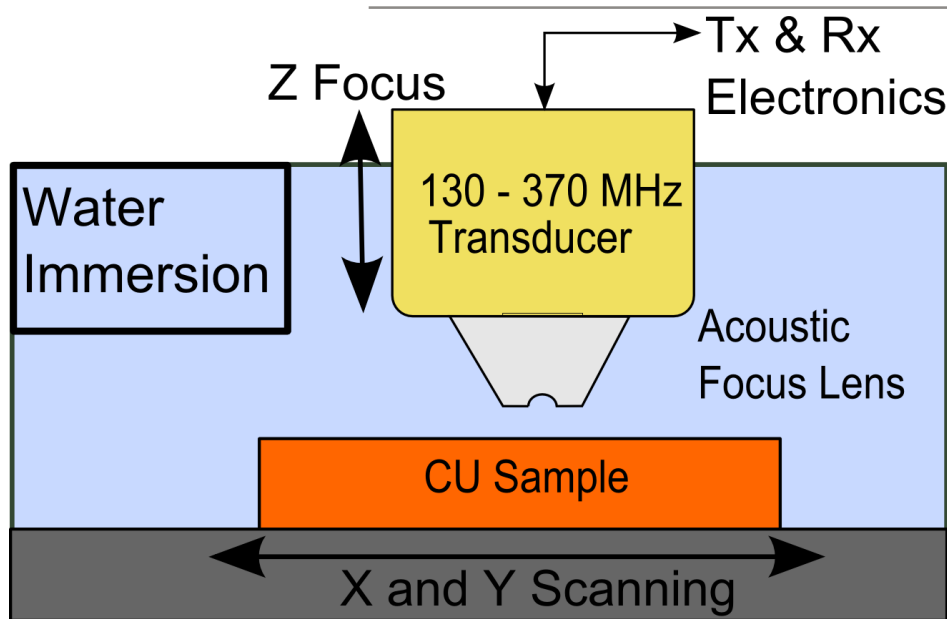 Tx & Rx
Electronics
Z Focus
130 - 370 MHz
Transducer
Water
Immersion
Acoustic
Focus Lens
CU Sample
X and Y Scanning